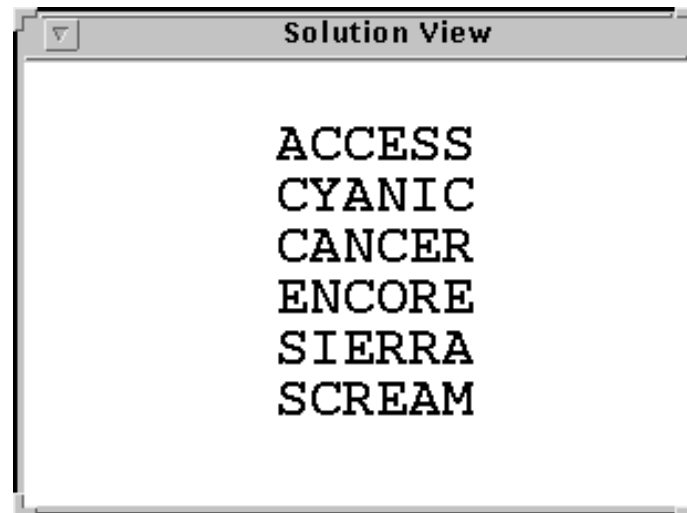 Solution View
ACCESS
CYANIC
CANCER
ENCORE
SIERRA
SCREAM